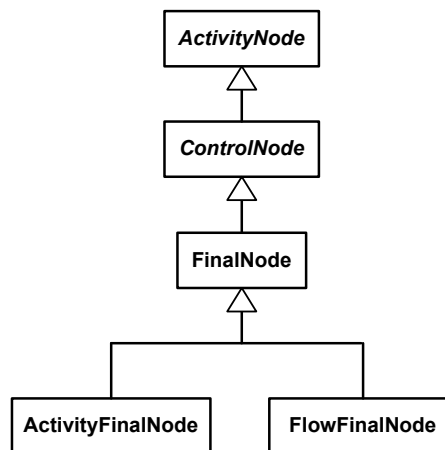 ActivityNode
ControlNode
FinalNode
ActivityFinalNode
FlowFinalNode